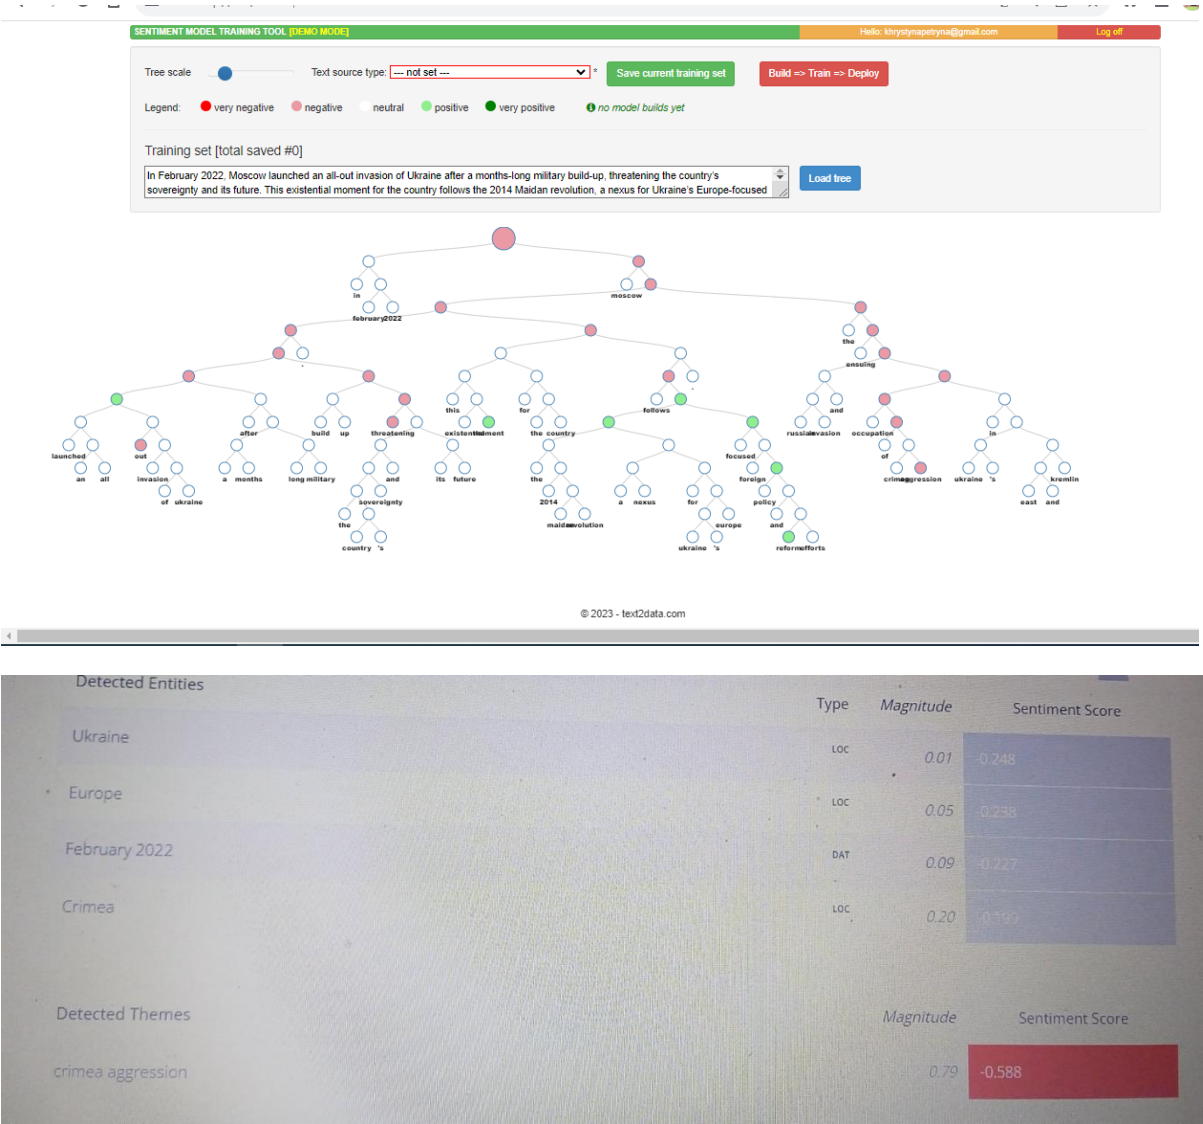 SENTIMENT MODEL TRAINING TOOL [DEMO MODE] Hello: khrystynapetryna@gmail.com Log off
Tree scale Text source type: --- not set --- * Save current training set Build => Train => Deploy
Legend: very negative negative neutral positive very positive no model builds yet
Training set [total saved #0]
In February 2022, Moscow launched an all-out invasion of Ukraine after a months-long military build-up, threatening the country's
sovereignty and its future. This existential moment for the country follows the 2014 Maidan revolution, a nexus for Ukraine's Europe-focused
Load tree
in moscow
february 2022
the
. ensuing
this for follows and
launched after build up threatening the country russian invasion occupation in
out focused of
an all invasion a months long military and its future the foreign aggression ukraine 's kremlin
of ukraine sovereignty 2014 a nexus for policy east and
the europe and
country 's ukraine 's
© 2023 - text2data.com
Detected Entities Type Magnitude Sentiment Score
Ukraine LOC 0.01 -0.248
Europe LOC 0.05 -0.238
February 2022 DAT 0.09 -0.227
Crimea LOC 0.20 -0.199
Detected Themes Magnitude Sentiment Score
crimea aggression 0.79 -0.588